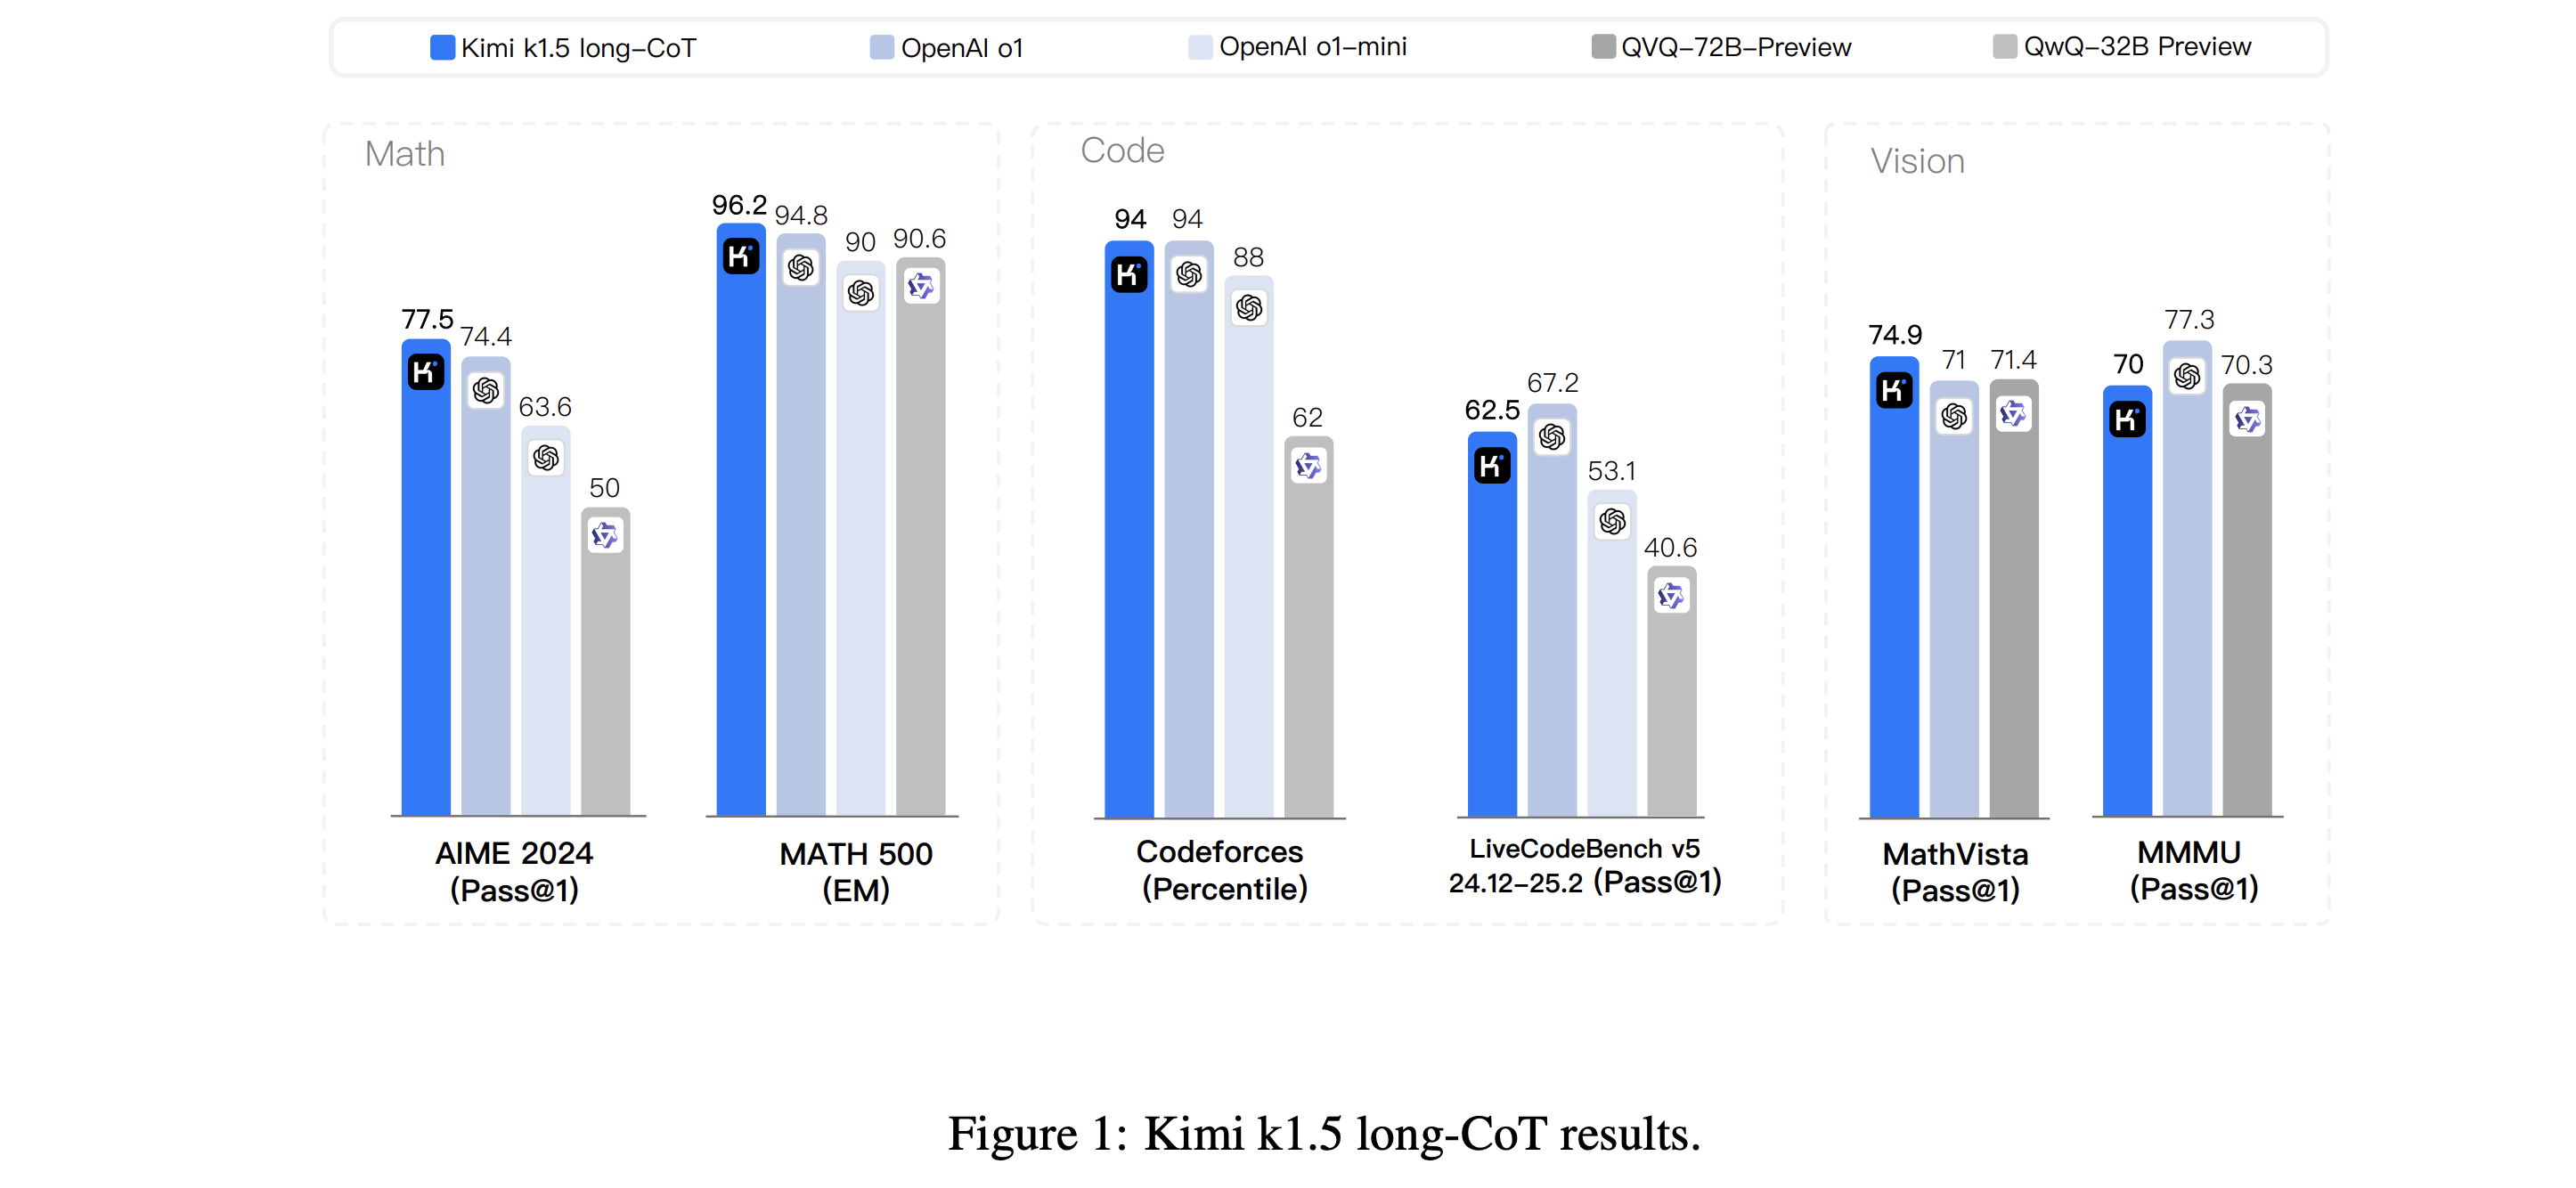 Kimi k1.5 long-CoT
OpenAI o1
OpenAI o1-mini
QVQ-72B-Preview
QwQ-32B Preview
Math
77.5
74.4
63.6
50
AIME 2024
(Pass@1)
96.2
94.8
90
90.6
MATH 500
(EM)
Code
94
94
88
62
Codeforces
(Percentile)
62.5
67.2
53.1
40.6
LiveCodeBench v5
24.12-25.2 (Pass@1)
Vision
74.9
71
71.4
MathVista
(Pass@1)
70
77.3
70.3
MMMU
(Pass@1)
Figure 1: Kimi k1.5 long-CoT results.